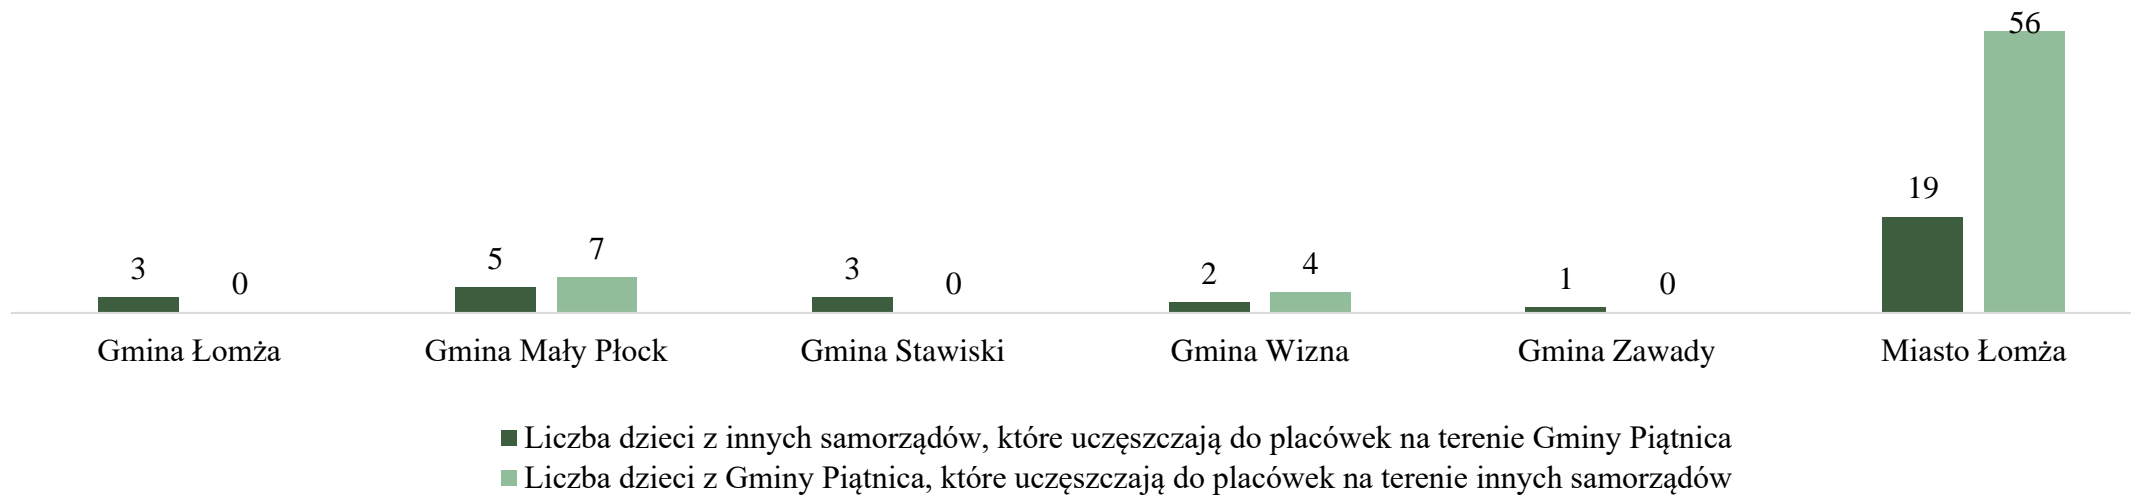 56
19
3
0
5
7
3
0
2
4
1
0
Gmina Łomża
Gmina Mały Płock
Gmina Stawiski
Gmina Wizna
Gmina Zawady
Miasto Łomża
Liczba dzieci z innych samorządów, które uczęszczają do placówek na terenie Gminy Piątnica
Liczba dzieci z Gminy Piątnica, które uczęszczają do placówek na terenie innych samorządów